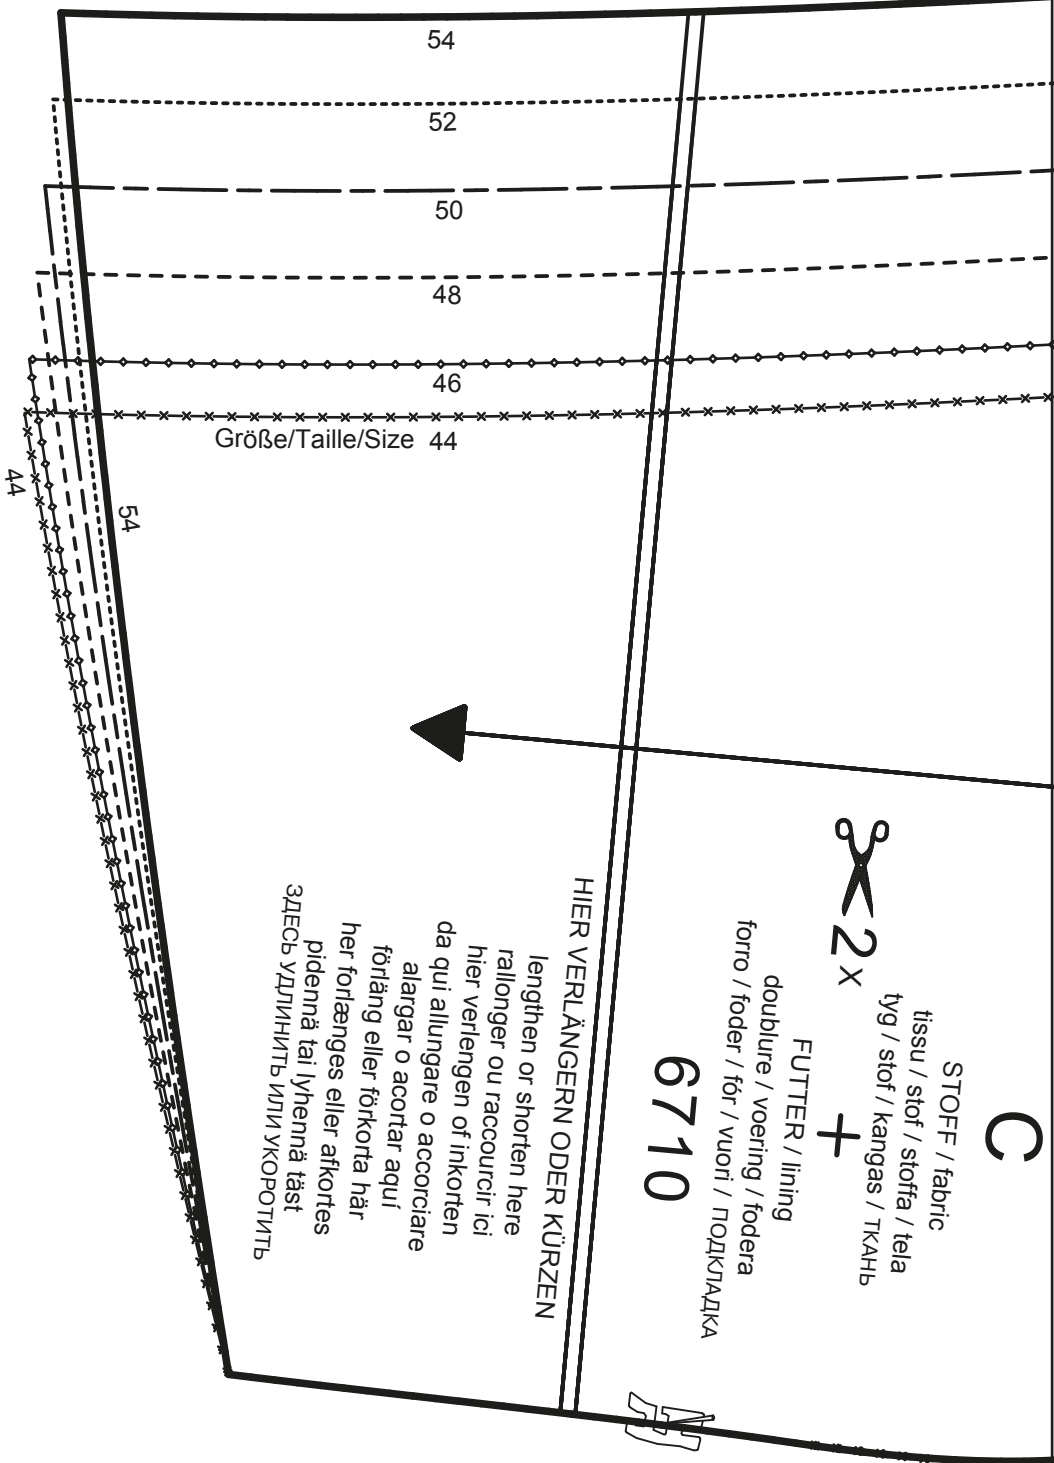 54
52
50
48
46
Größe/Taille/Size 44
44
54
C
STOFF / fabric
tissu / stof / stoffa / tela
tyg / stof / kangas / ТКАНЬ
2x
+
FUTTER / lining
doublure / voering / fodera
forro / foder / fór / vuori / ПОДКЛАДКА
6710
HIER VERLÄNGERN ODER KÜRZEN
lengthen or shorten here
rallonger ou raccourcir ici
hier verlengen of inkorten
da qui allungare o accorciare
alargar o acortar aquí
förläng eller förkorta här
her forlænges eller afkortes
pidennä tai lyhennä täst
ЗДЕСЬ УДЛИНИТЬ ИЛИ УКОРОТИТЬ